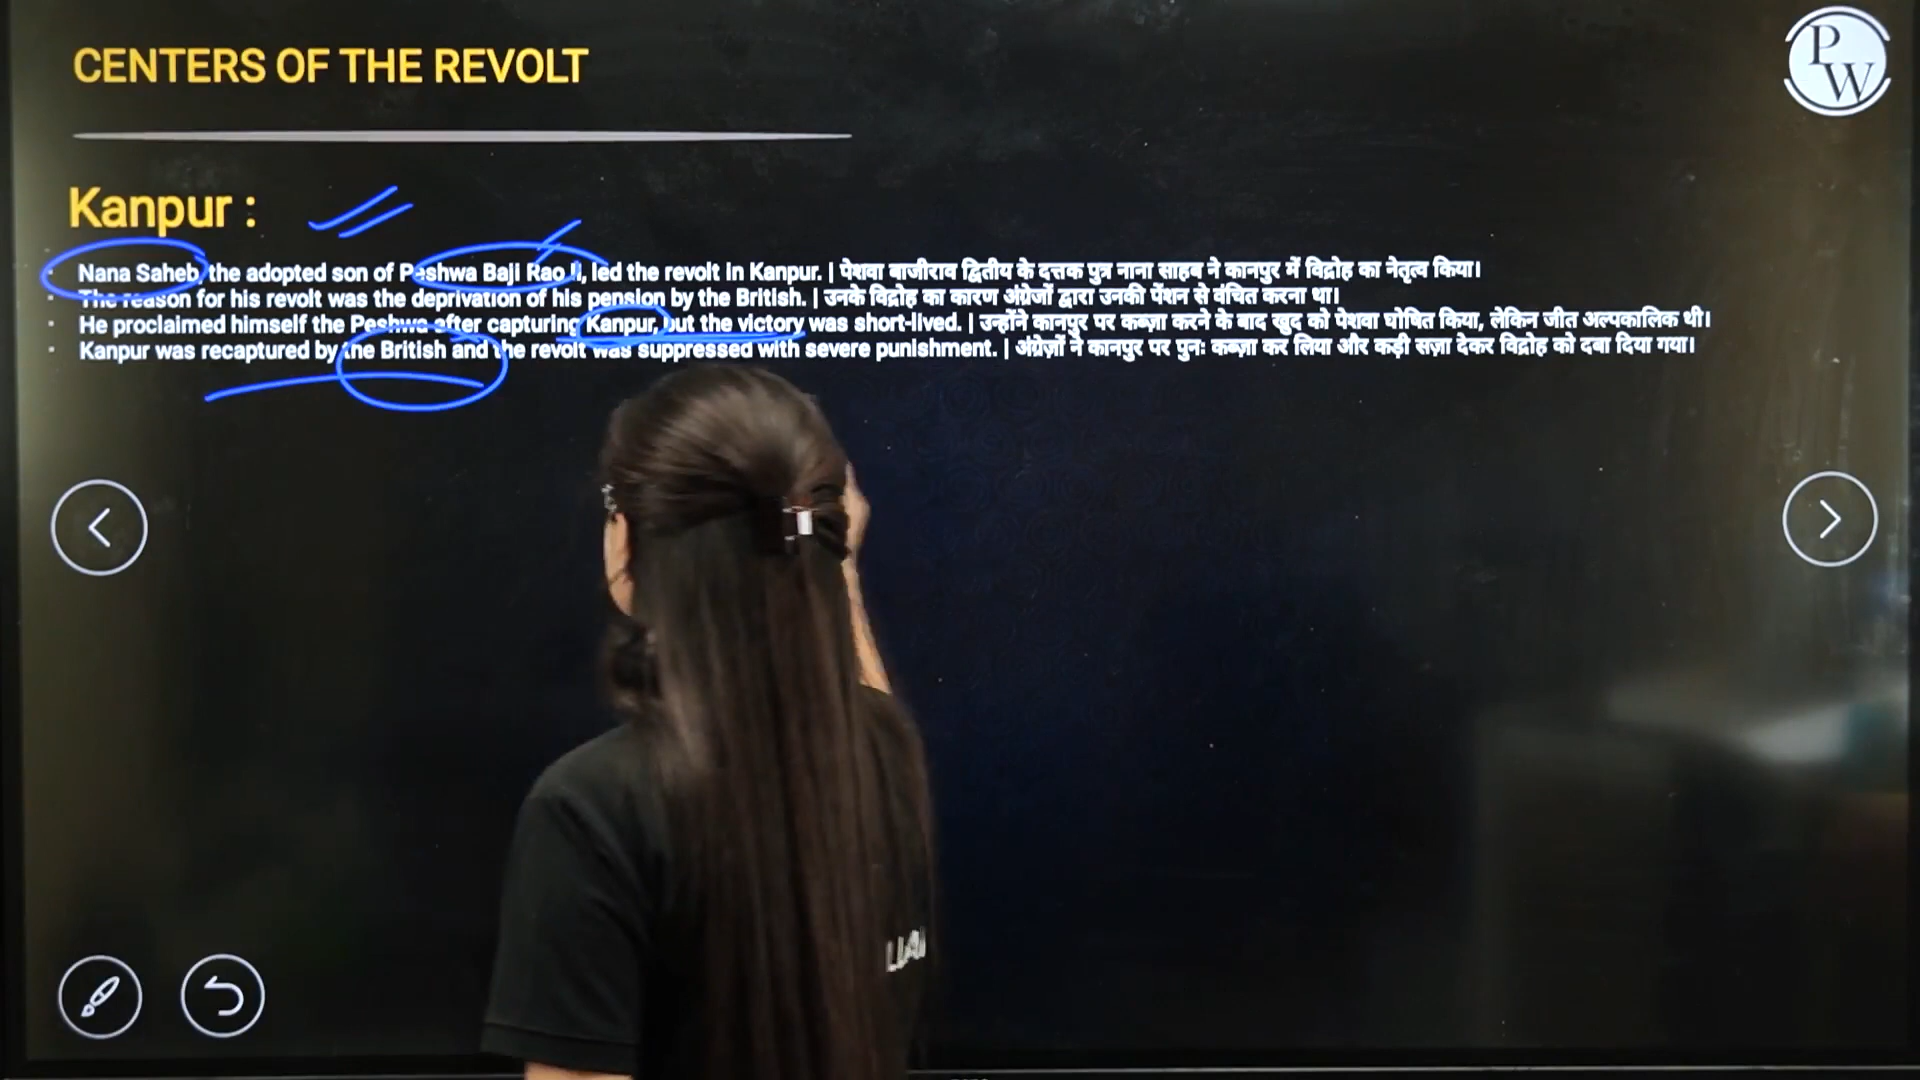 CENTERS OF THE REVOLT
PW
Kanpur :
Nana Saheb, the adopted son of Peshwa Baji Rao II, led the revolt in Kanpur. | पेशवा बाजीराव द्वितीय के दत्तक पुत्र नाना साहब ने कानपुर में विद्रोह का नेतृत्व किया।
The reason for his revolt was the deprivation of his pension by the British. | उनके विद्रोह का कारण अंग्रेजों द्वारा उनकी पेंशन से वंचित करना था।
He proclaimed himself the Peshwa after capturing Kanpur, but the victory was short-lived. | उन्होंने कानपुर पर कब्ज़ा करने के बाद खुद को पेशवा घोषित किया, लेकिन जीत अल्पकालिक थी।
Kanpur was recaptured by the British and the revolt was suppressed with severe punishment. | अंग्रेज़ों ने कानपुर पर पुनः कब्ज़ा कर लिया और कड़ी सज़ा देकर विद्रोह को दबा दिया गया।